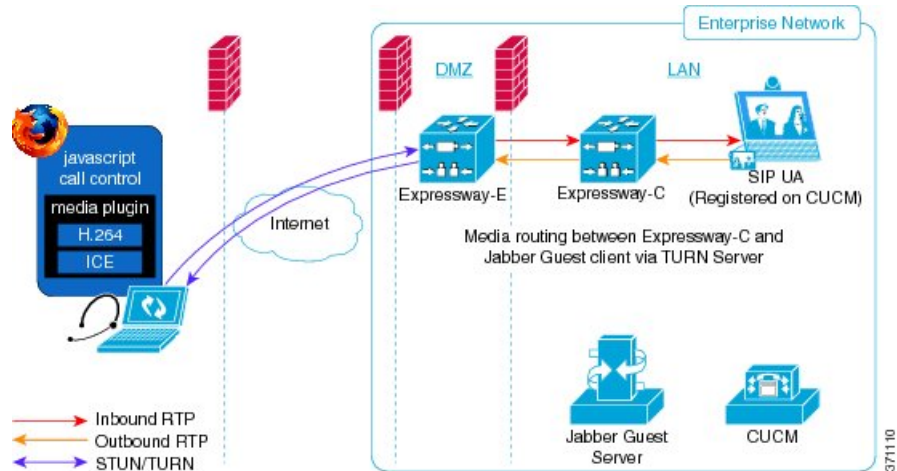 Enterprise Network
DMZ
LAN
javascript
call control
media plugin
H.264
ICE
Internet
Expressway-E
Expressway-C
SIP UA
(Registered on CUCM)
Media routing between Expressway-C and
Jabber Guest client via TURN Server
Inbound RTP
Outbound RTP
STUN/TURN
Jabber Guest
Server
CUCM
371110